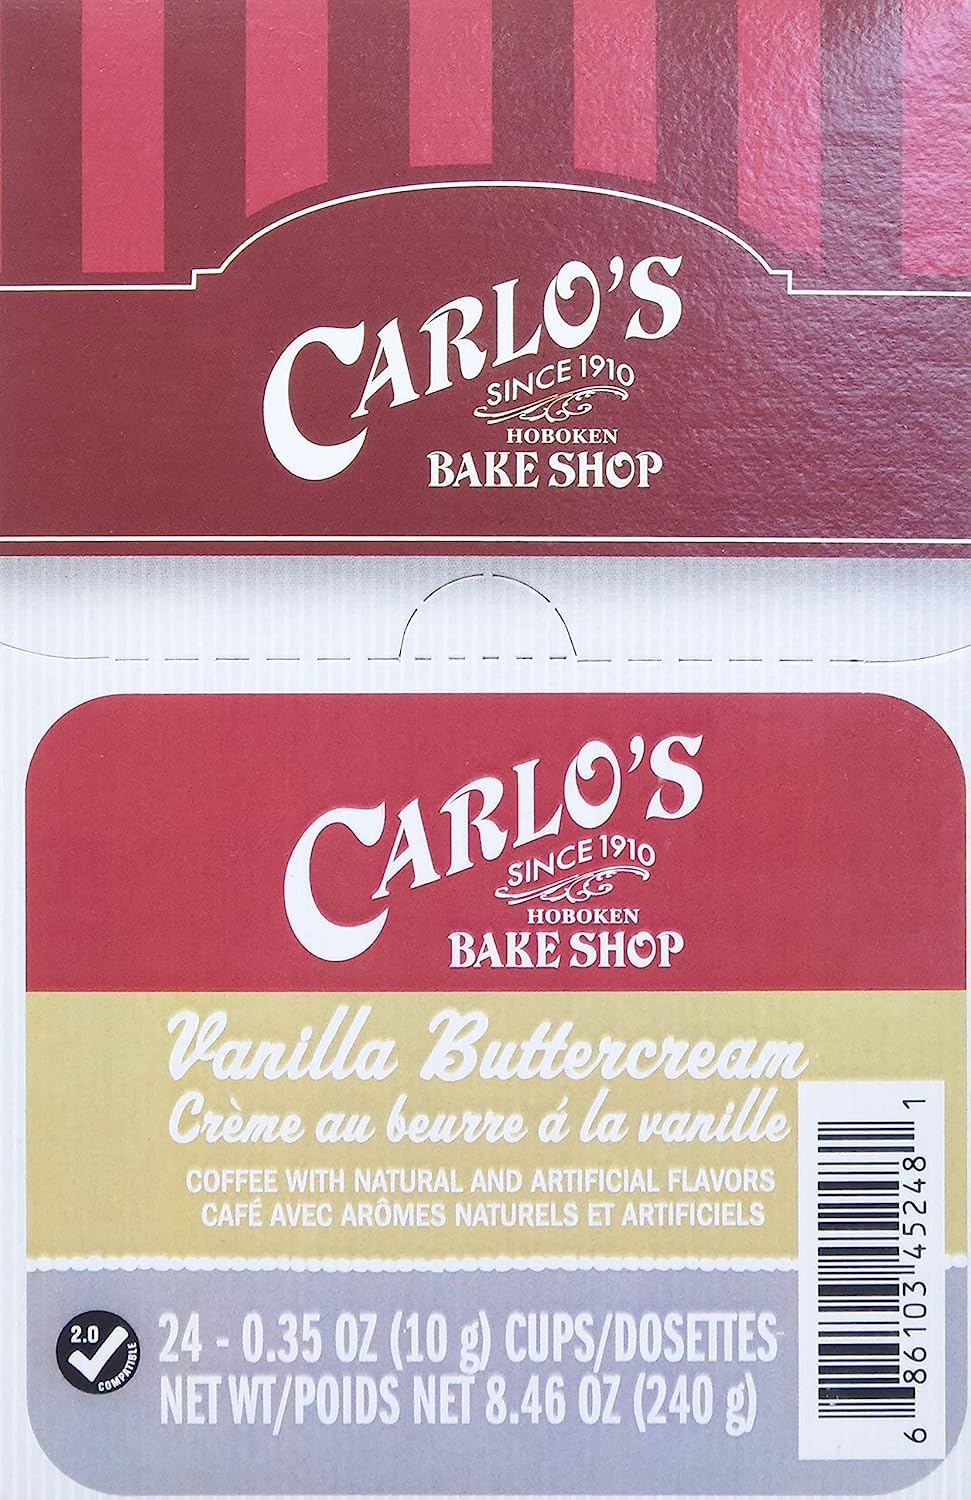 CARLO'S
SINCE 1910
HOBOKEN
BAKE SHOP
CARLO'S
SINCE 1910
HOBOKEN
BAKE SHOP
Vanilla Buttercream
Crème au beurre á la vanille
COFFEE WITH NATURAL AND ARTIFICIAL FLAVORS
CAFÉ AVEC ARÔMES NATURELS ET ARTIFICIELS
2.0
COMPATIBLE
24 - 0.35 OZ (10 g) CUPS/DOSETTES
NET WT/POIDS NET 8.46 OZ (240 g)
6 86103 45248 1